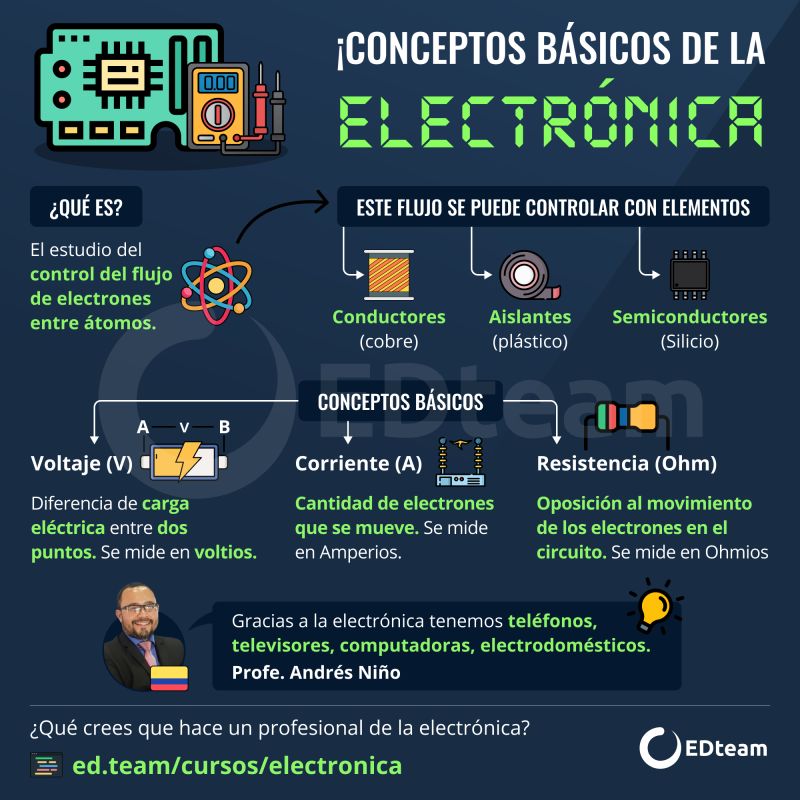 ¡CONCEPTOS BÁSICOS DE LA
ELECTRÓNICA
¿QUÉ ES?
El estudio del
control del flujo
de electrones
entre átomos.
ESTE FLUJO SE PUEDE CONTROLAR CON ELEMENTOS
Conductores
(cobre)
Aislantes
(plástico)
Semiconductores
(Silicio)
EDteam
CONCEPTOS BÁSICOS
A V B
Voltaje (V)
Diferencia de carga
eléctrica entre dos
puntos. Se mide en voltios.
Corriente (A)
Cantidad de electrones
que se mueve. Se mide
en Amperios.
Resistencia (Ohm)
Oposición al movimiento
de los electrones en el
circuito. Se mide en Ohmios
Gracias a la electrónica tenemos teléfonos,
televisores, computadoras, electrodomésticos.
Profe. Andrés Niño
¿Qué crees que hace un profesional de la electrónica?
ed.team/cursos/electronica
EDteam